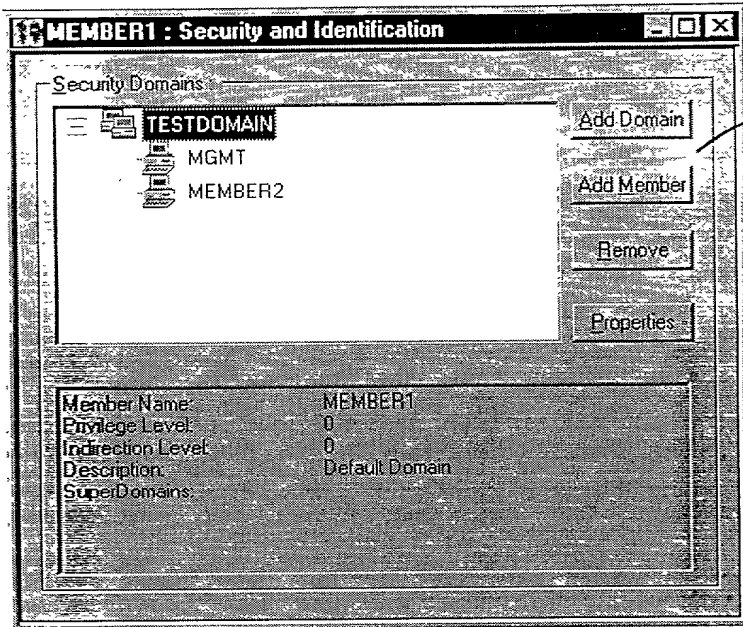 MEMBER1 : Security and Identification
Security Domains
TESTDOMAIN
MGMT
MEMBER2
Add Domain
Add Member
Remove
Properties
Member Name: MEMBER1
Privilege Level: 0
Indirection Level: 0
Description: Default Domain
SuperDomains: